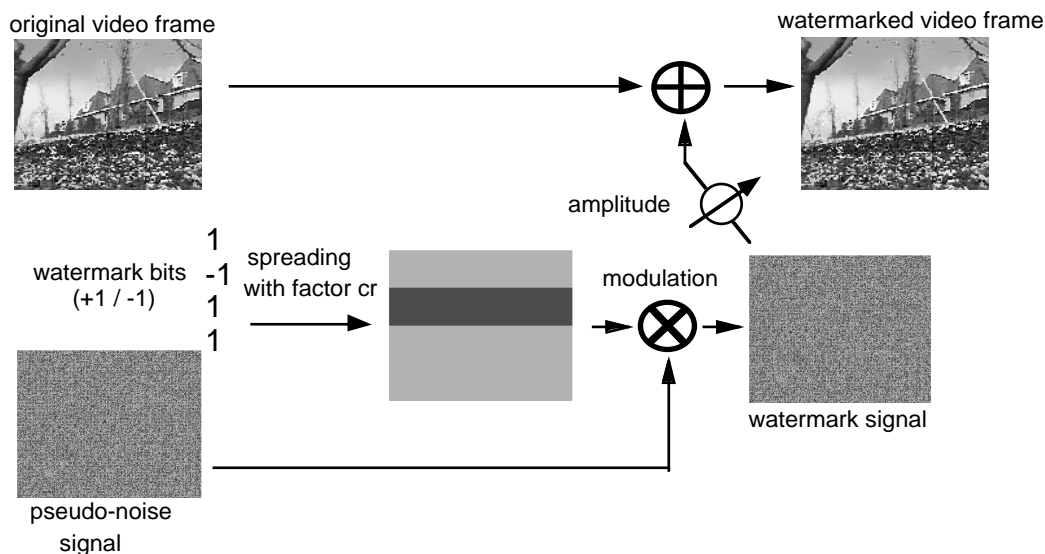 original video frame
watermarked video frame
amplitude
watermark bits
(+1 / -1)
1
-1
1
1
spreading
with factor cr
modulation
watermark signal
pseudo-noise
signal